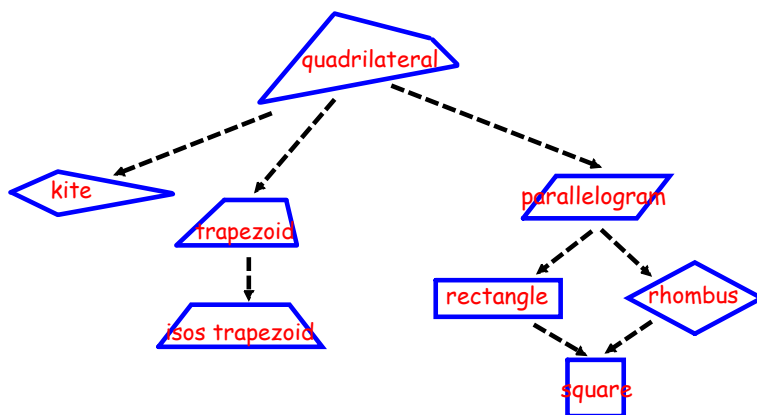 quadrilateral
kite
parallelogram
trapezoid
rectangle
rhombus
isos trapezoid
square